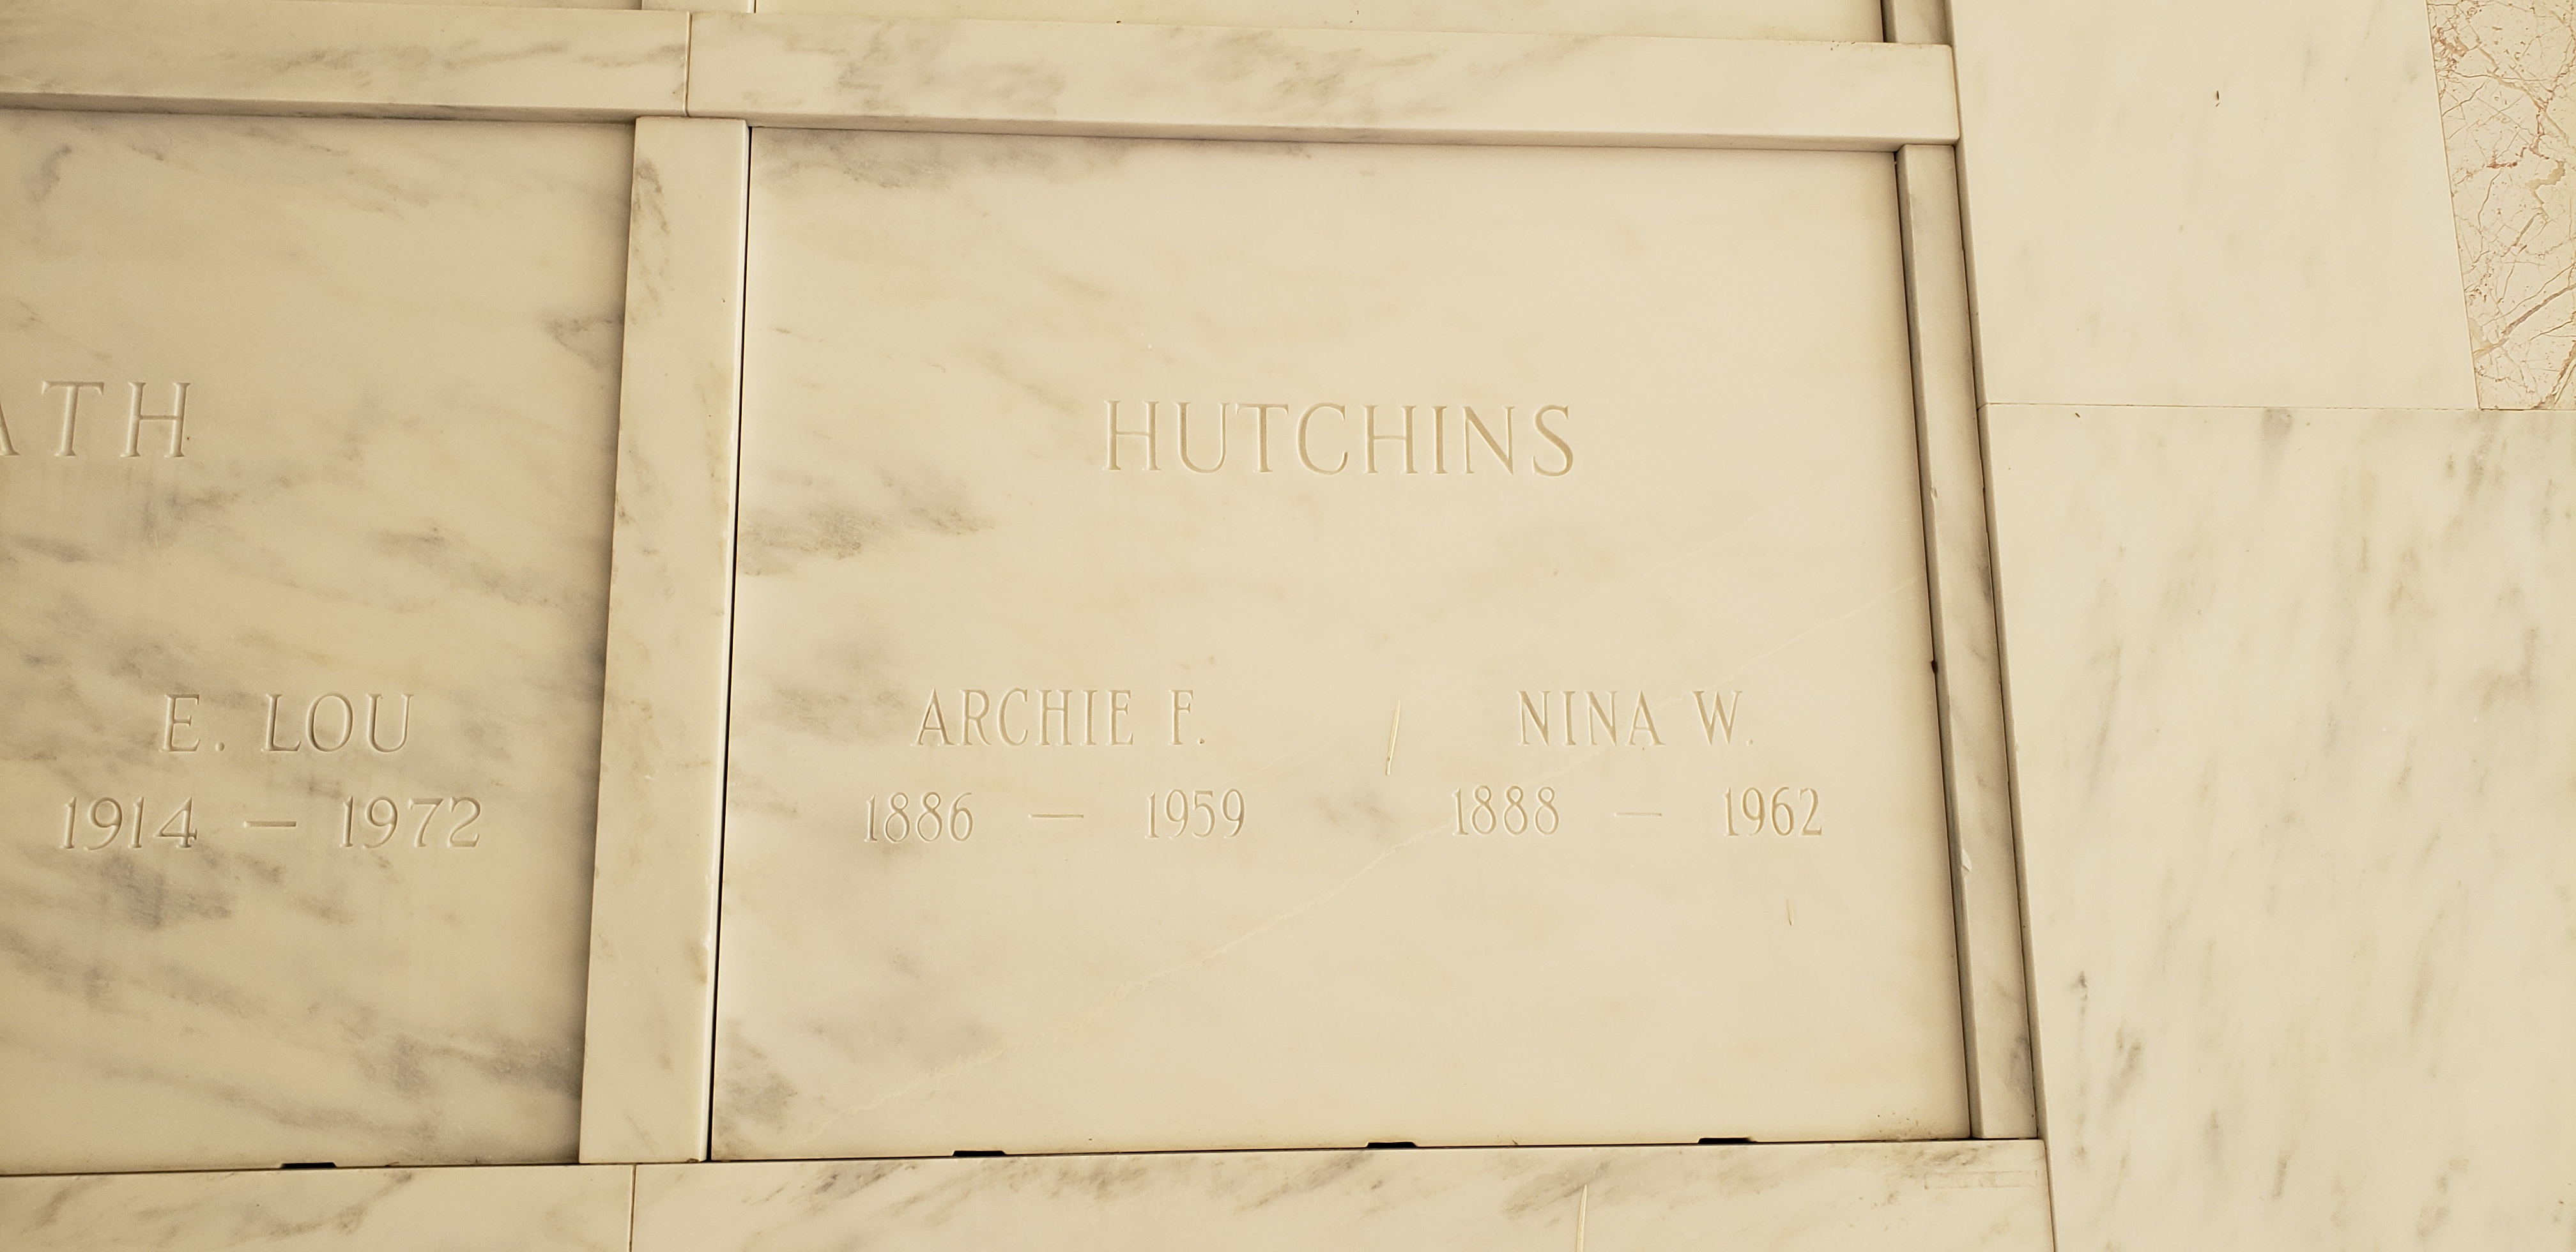 ATH
E. LOU
1914 — 1972
HUTCHINS
ARCHIE F.
1886 — 1959
NINA W.
1888 — 1962